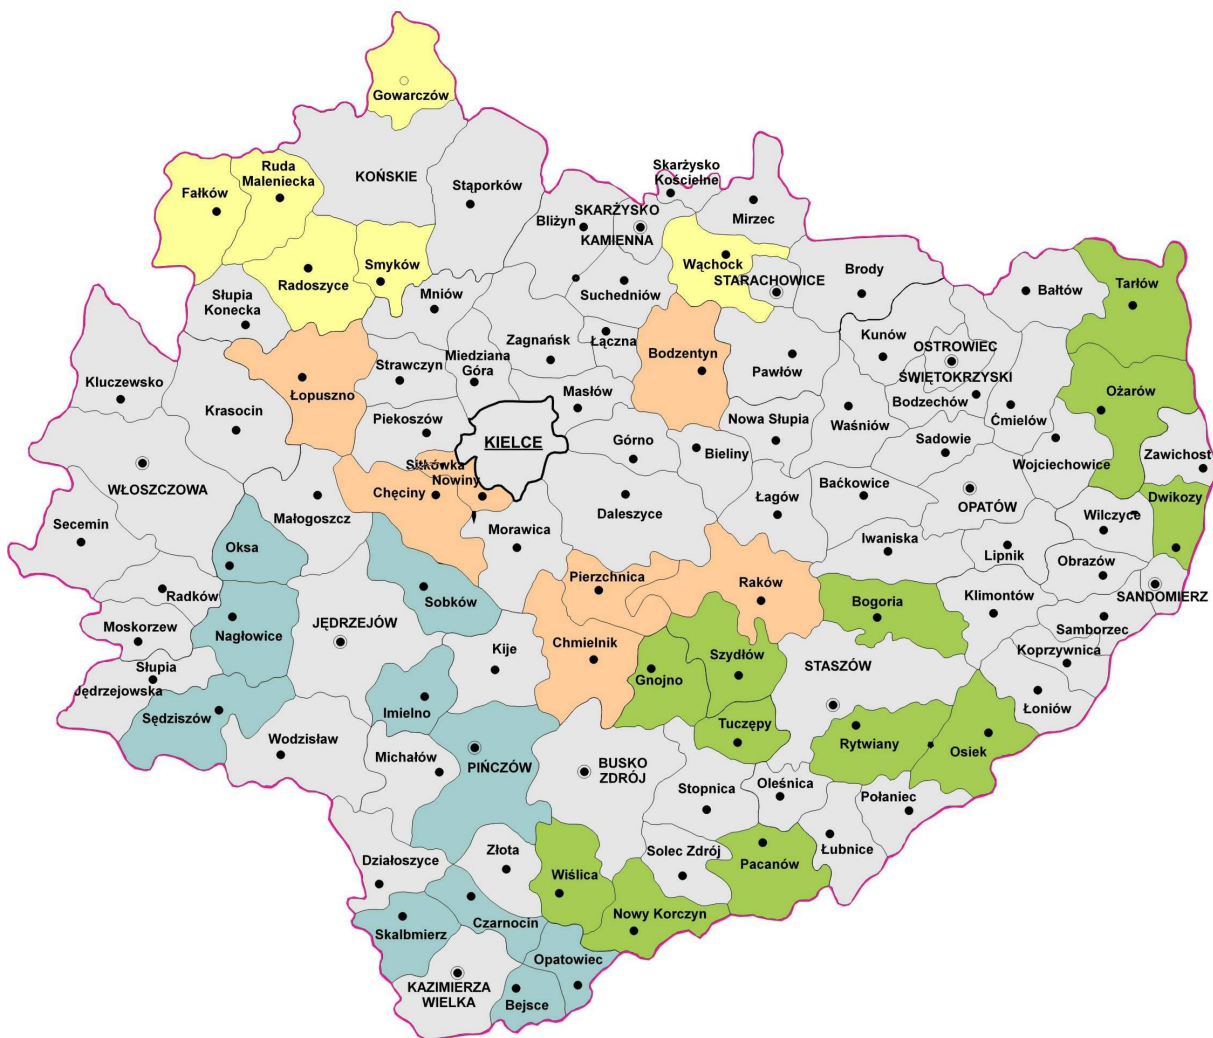 Gowarczów
Ruda
Maleniecka
Fałków
KOŃSKIE
Stąporków
Skarżysko
Kościelne
Mirzec
Bliżyn
SKARŻYSKO
KAMIENNA
Radoszyce
Smyków
Wąchock
STARACHOWICE
Brody
Bałtów
Tarłów
Słupia
Konecka
Mniów
Suchedniów
Kluczewsko
Łopuszno
Strawczyn
Miedziana
Góra
Zagnańsk
Łączna
Bodzentyn
Pawłów
Kunów
OSTROWIEC
ŚWIĘTOKRZYSKI
Bodzechów
Ćmielów
Ożarów
Krasocin
Piekoszów
Masłów
KIELCE
Górno
Bieliny
Nowa Słupia
Waśniów
Sadowie
Wojciechowice
Zawichost
WŁOSZCZOWA
Sitkówka
Nowiny
Chęciny
Małogoszcz
Morawica
Daleszyce
Łagów
Baćkowice
OPATÓW
Dwikozy
Wilczyce
Secemin
Oksa
Iwaniska
Lipnik
Obrazów
Radków
Sobków
Pierzchnica
Raków
Bogoria
Klimontów
SANDOMIERZ
Moskorzew
Nagłowice
JĘDRZEJÓW
Kije
Chmielnik
Samborzec
Koprzywnica
Słupia
Jędrzejowska
Gnojno
Szydłów
STASZÓW
Sędziszów
Imielno
Łoniów
Wodzisław
Michałów
PIŃCZÓW
BUSKO
ZDRÓJ
Tuczępy
Rytwiany
Osiek
Stopnica
Oleśnica
Połaniec
Działoszyce
Złota
Wiślica
Solec Zdrój
Pacanów
Łubnice
Skalbmierz
Czarnocin
Nowy Korczyn
Opatowiec
KAZIMIERZA
WIELKA
Bejsce